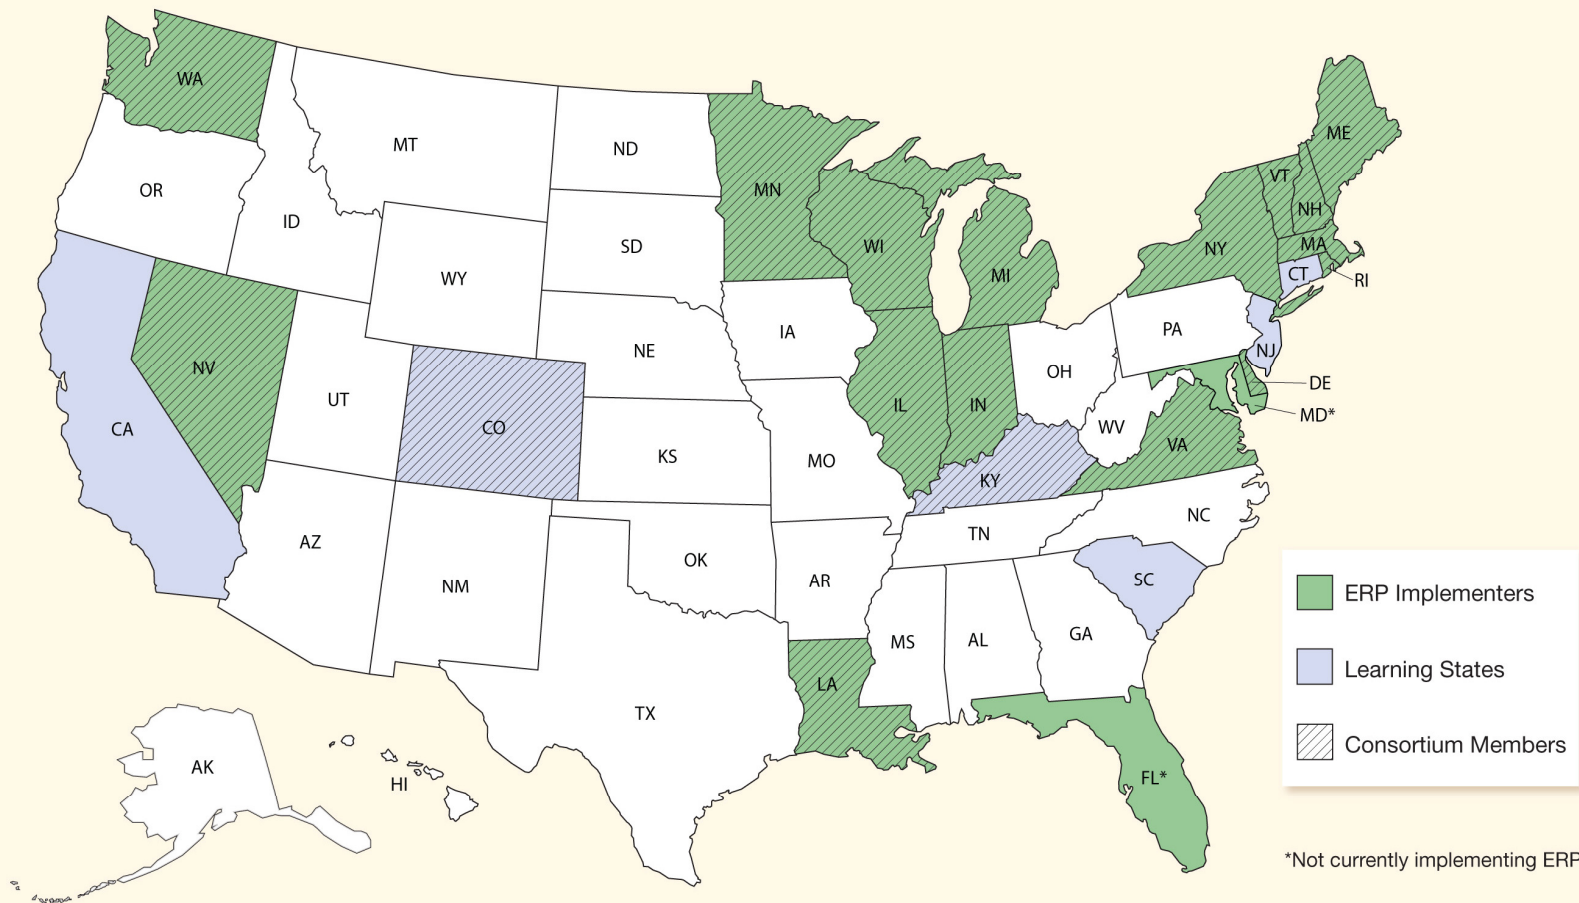 WA
MT
ND
ME
OR
MN
VT
ID
NH
SD
WI
MA
NY
WY
MI
CT
RI
IA
PA
NE
NJ
NV
OH
DE
UT
IL
IN
MD*
CA
CO
WV
VA
KS
MO
KY
NC
TN
AZ
OK
AR
SC
NM
MS
AL
GA
LA
TX
AK
HI
FL*
ERP Implementers
Learning States
Consortium Members
*Not currently implementing ERP